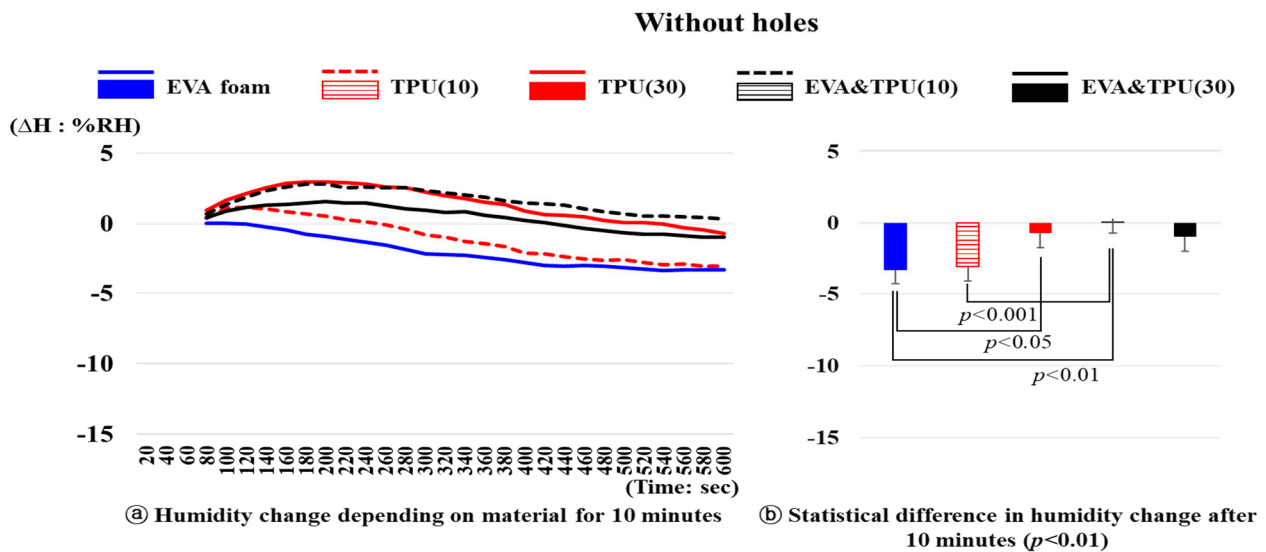 Without holes
EVA foam TPU(10) TPU(30) EVA&TPU(10) EVA&TPU(30)
(ΔH : %RH)
5
0
-5
-10
-15
20 40 60 80 100 120 140 160 180 200 220 240 260 280 300 320 340 360 380 400 420 440 460 480 500 520 540 560 580 600
(Time: sec)
ⓐ Humidity change depending on material for 10 minutes
5
0
-5
-10
-15
p<0.001
p<0.05
p<0.01
ⓑ Statistical difference in humidity change after
10 minutes (p<0.01)